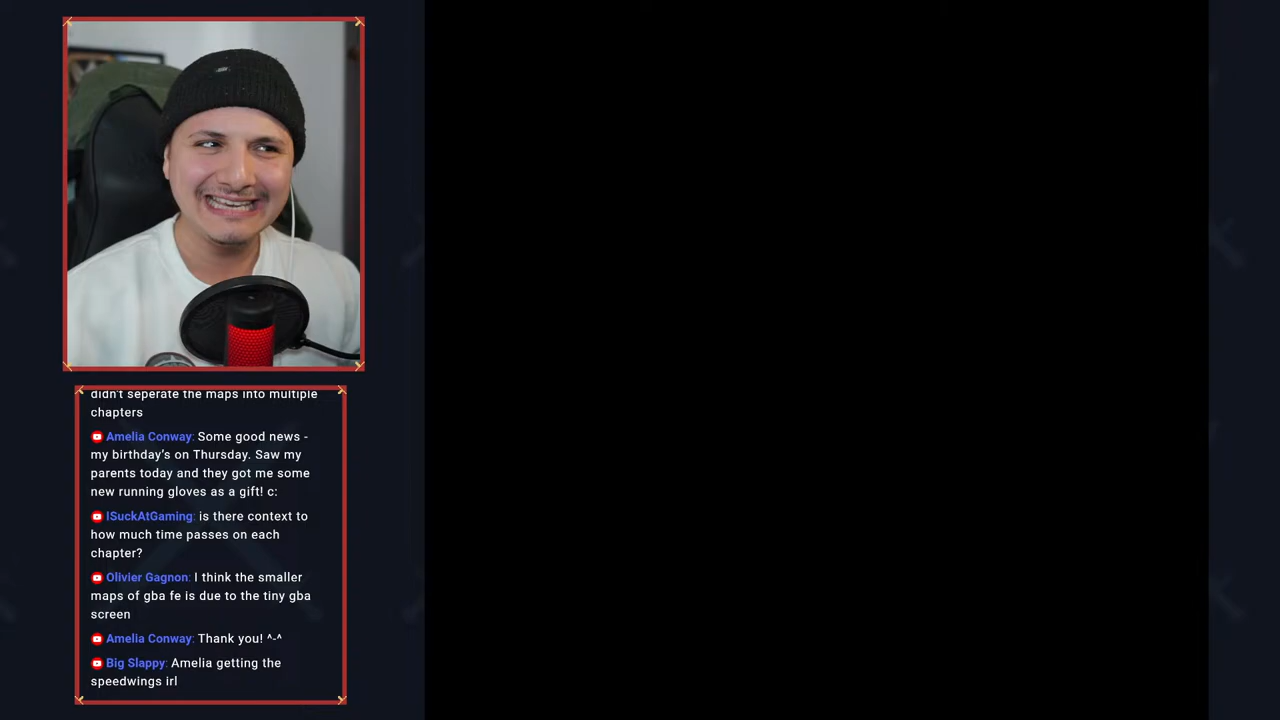 didn't seperate the maps into multiple
chapters
Amelia Conway: Some good news -
my birthday's on Thursday. Saw my
parents today and they got me some
new running gloves as a gift! c:
ISuckAtGaming: is there context to
how much time passes on each
chapter?
Olivier Gagnon: I think the smaller
maps of gba fe is due to the tiny gba
screen
Amelia Conway: Thank you! ^-^
Big Slappy: Amelia getting the
speedwings irl